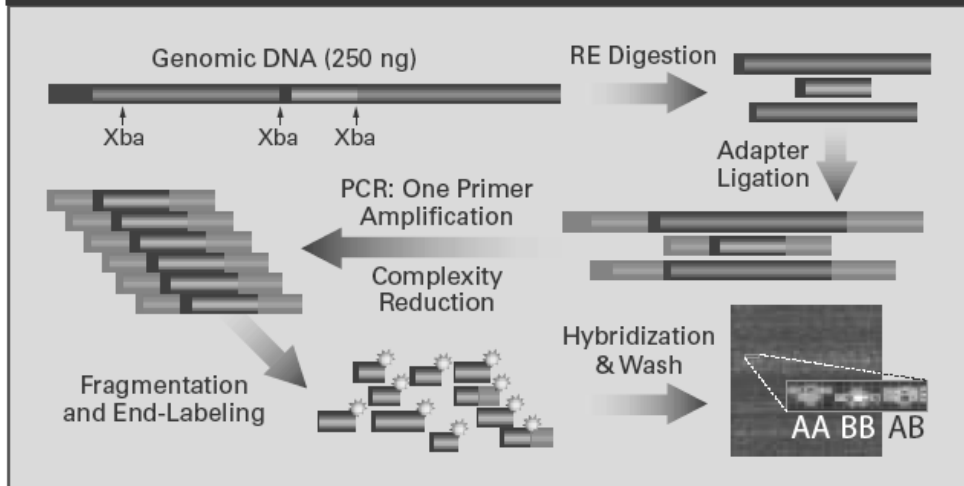 Genomic DNA (250 ng)
RE Digestion
Xba Xba Xba
Adapter
Ligation
PCR: One Primer
Amplification
Complexity
Reduction
Fragmentation
and End-Labeling
Hybridization
& Wash
AA BB AB